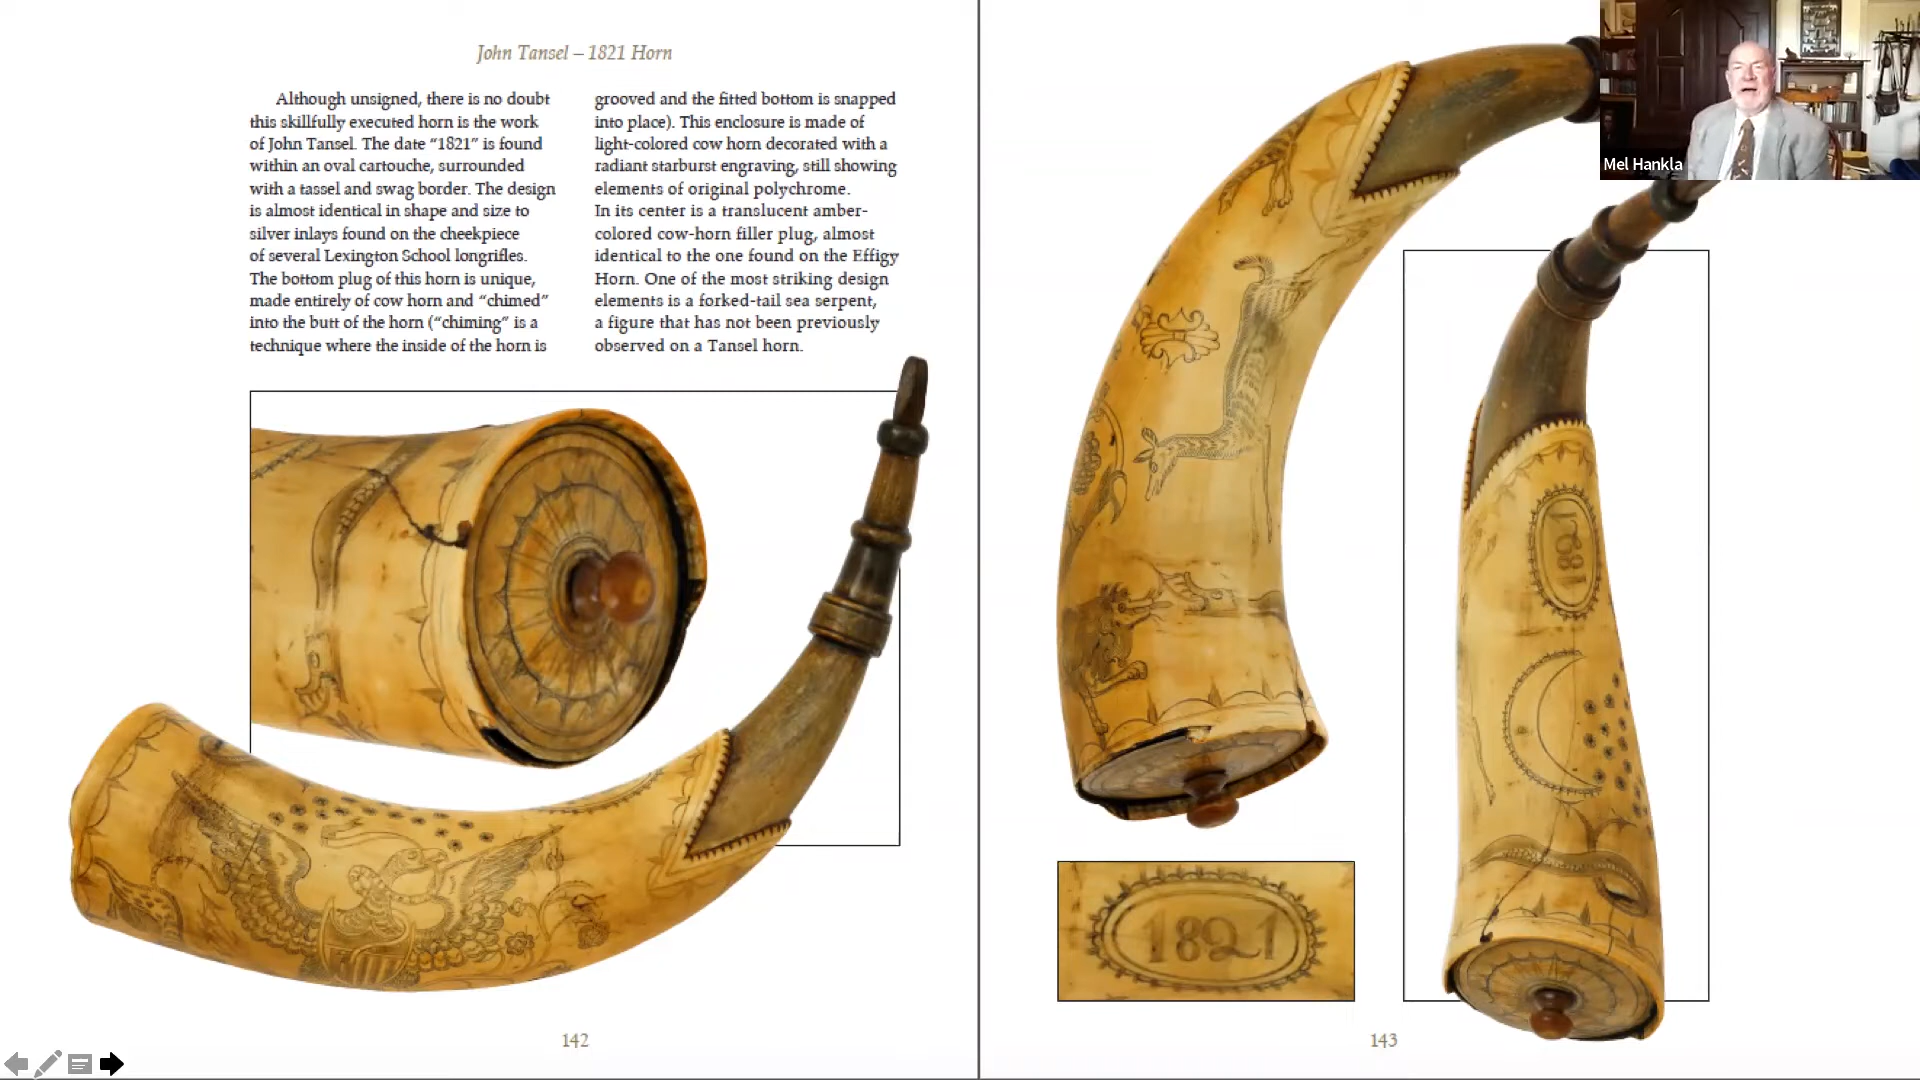 John Tansel – 1821 Horn
Although unsigned, there is no doubt
this skillfully executed horn is the work
of John Tansel. The date “1821” is found
within an oval cartouche, surrounded
with a tassel and swag border. The design
is almost identical in shape and size to
silver inlays found on the cheekpiece
of several Lexington School longrifles.
The bottom plug of this horn is unique,
made entirely of cow horn and “chimed”
into the butt of the horn (“chiming” is a
technique where the inside of the horn is
grooved and the fitted bottom is snapped
into place). This enclosure is made of
light-colored cow horn decorated with a
radiant starburst engraving, still showing
elements of original polychrome.
In its center is a translucent amber-
colored cow-horn filler plug, almost
identical to the one found on the Effigy
Horn. One of the most striking design
elements is a forked-tail sea serpent,
a figure that has not been previously
observed on a Tansel horn.
142
Mel Hankla
1821
1821
143